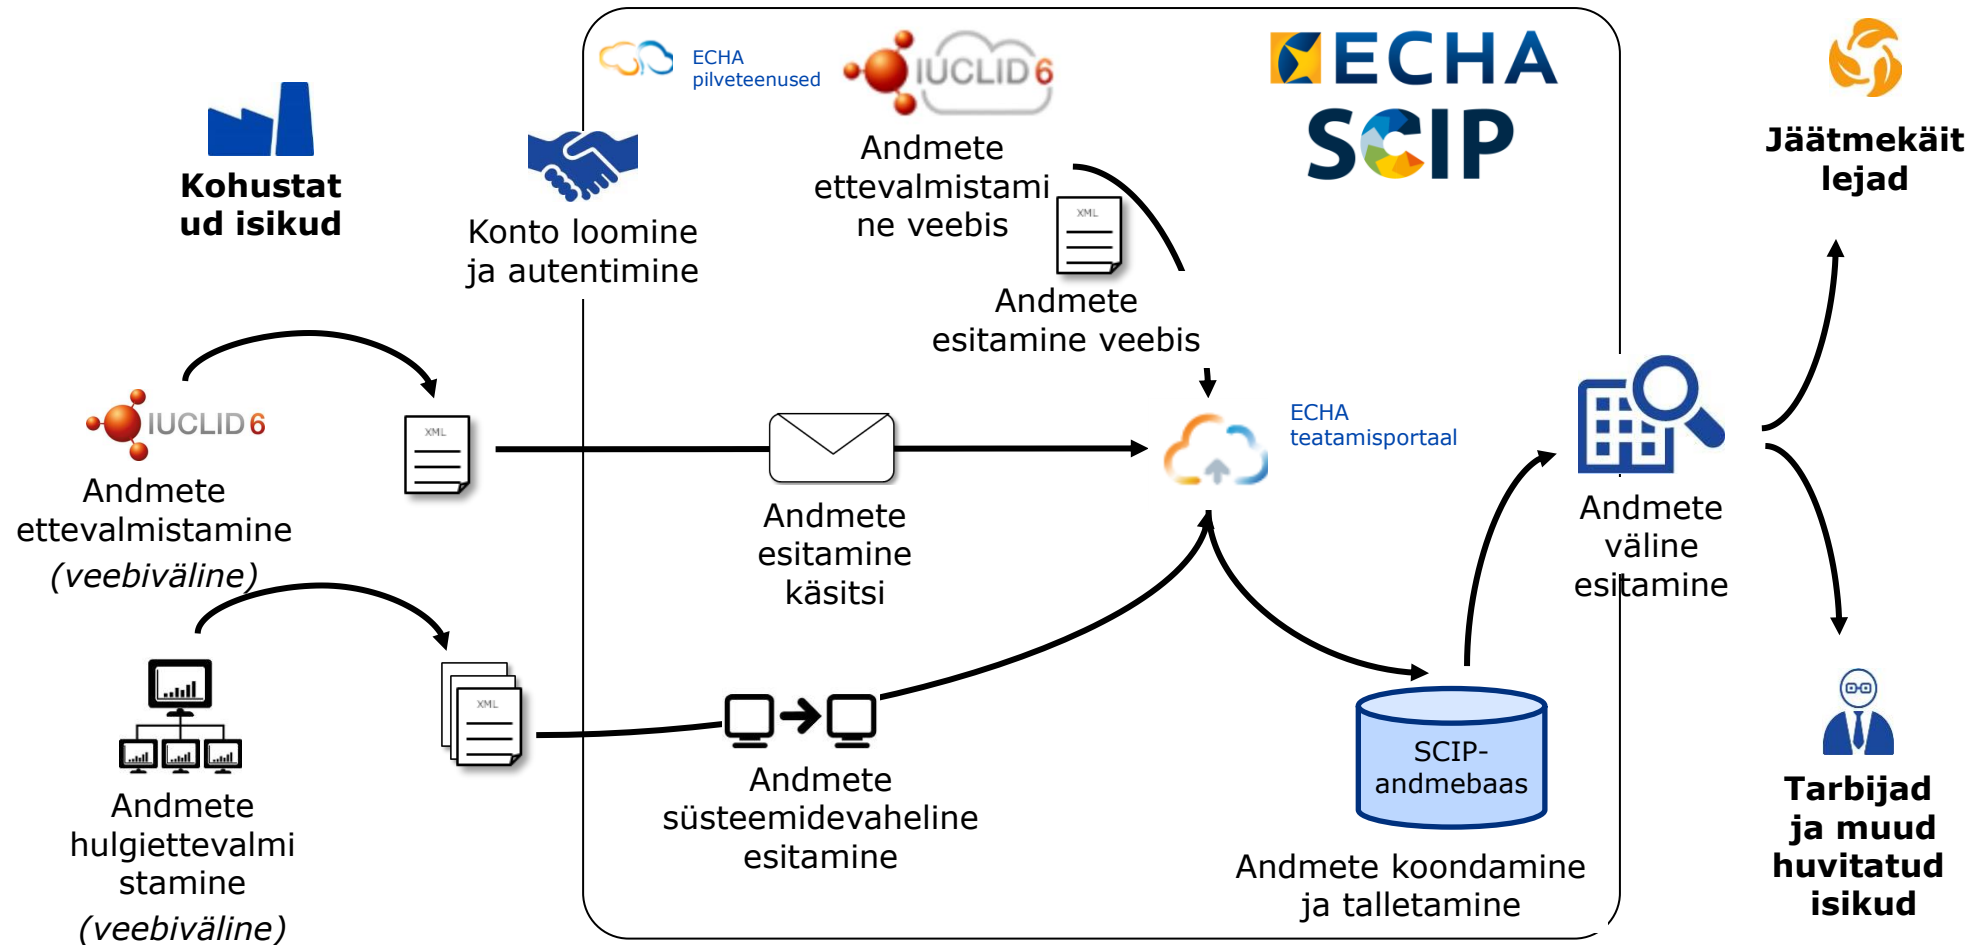 Kohustat
ud isikud
ECHA
pilveteenused
IUCLID 6
Andmete
ettevalmistami
ne veebis
ECHA
SCIP
Jäätmekäit
lejad
Konto loomine
ja autentimine
XML
Andmete
esitamine veebis
IUCLID 6
Andmete
ettevalmistamine
(veebiväline)
XML
Andmete
esitamine
käsitsi
ECHA
teatamisportaal
Andmete
väline
esitamine
Andmete
hulgiettevalmi
stamine
(veebiväline)
XML
Andmete
süsteemidevaheline
esitamine
SCIP-
andmebaas
Andmete koondamine
ja talletamine
Tarbijad
ja muud
huvitatud
isikud